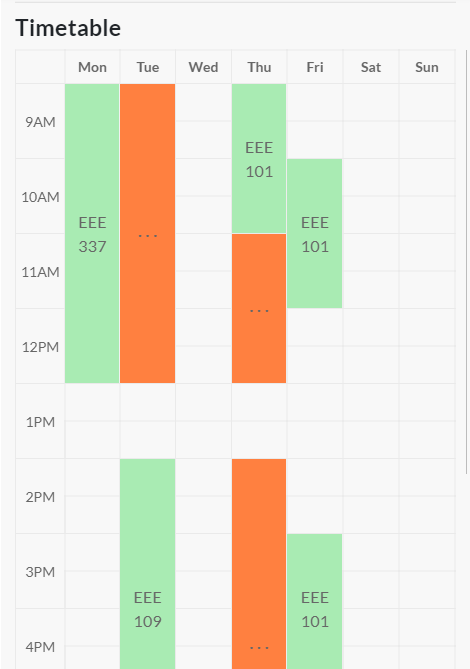 Timetable
Mon Tue Wed Thu Fri Sat Sun
9AM
EEE
101
10AM
EEE
337
...
EEE
101
11AM
...
12PM
1PM
2PM
3PM
EEE
109
EEE
101
4PM
...